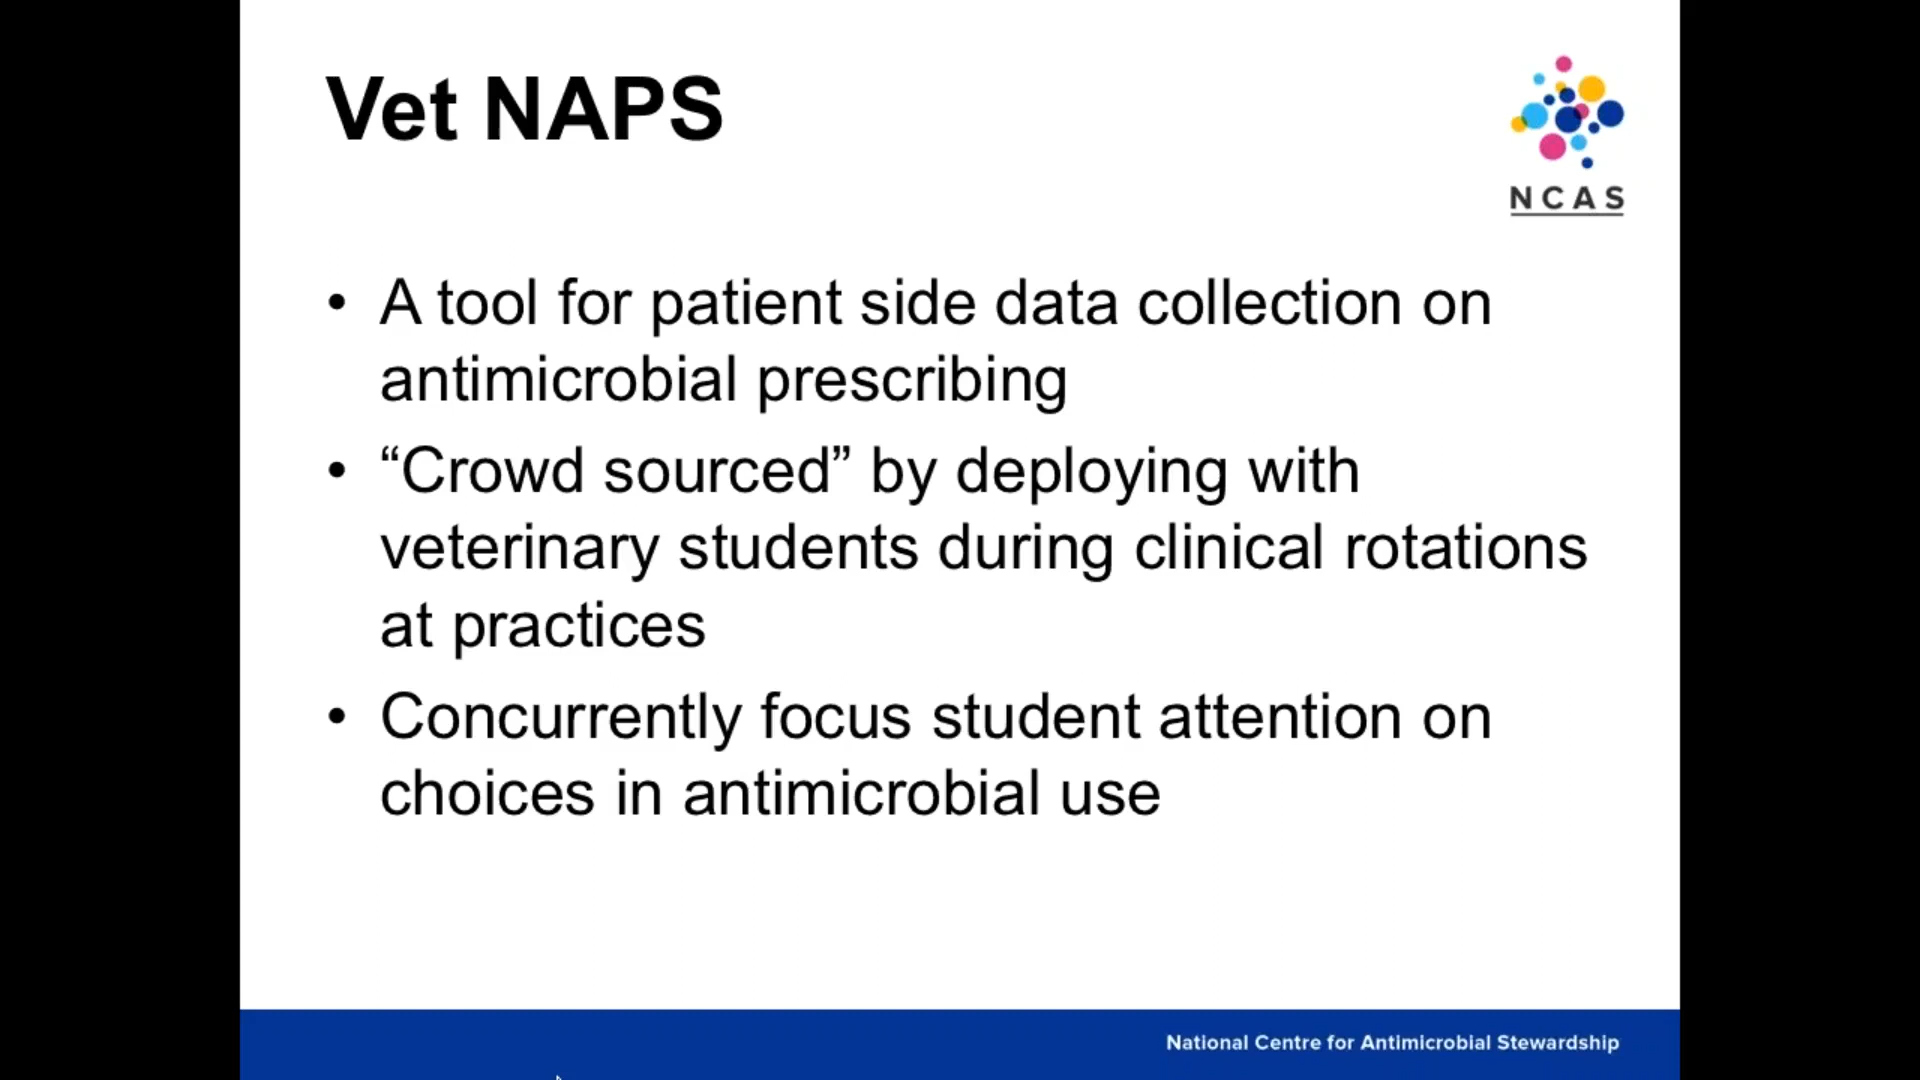 Vet NAPS
NCAS
• A tool for patient side data collection on
antimicrobial prescribing
• “Crowd sourced” by deploying with
veterinary students during clinical rotations
at practices
• Concurrently focus student attention on
choices in antimicrobial use
National Centre for Antimicrobial Stewardship